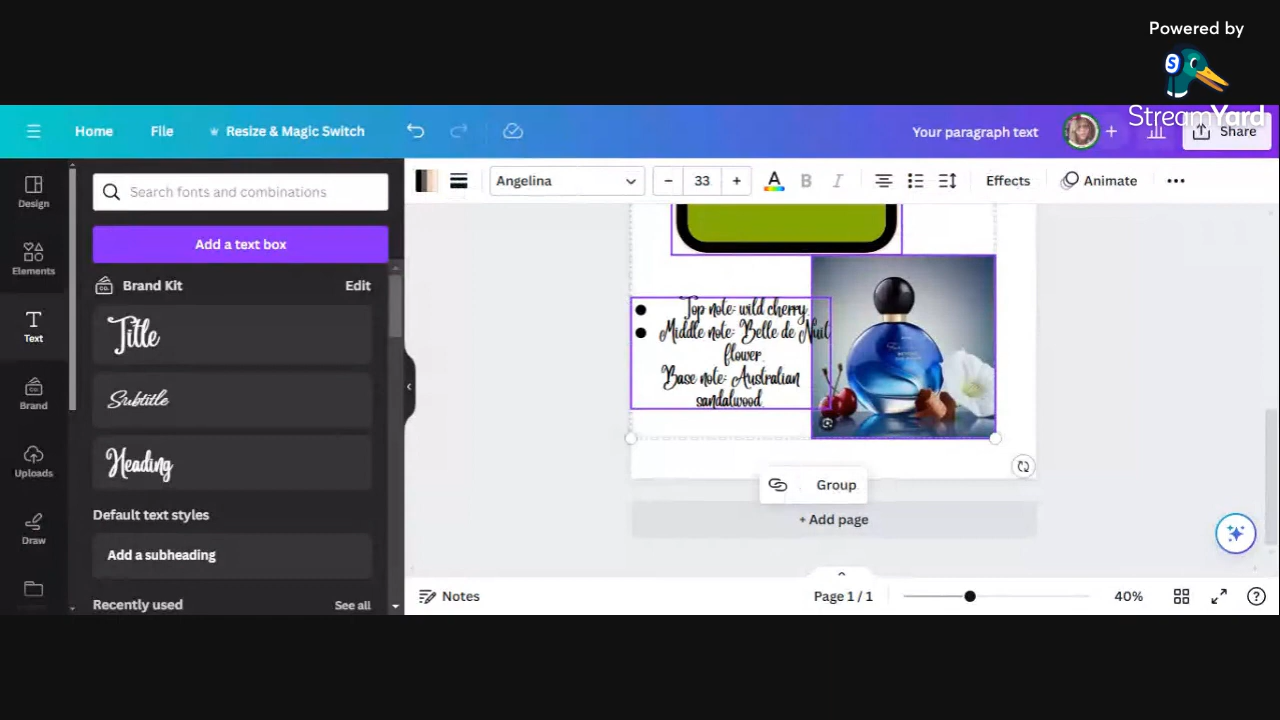 Powered by
StreamYard
Home
File
Resize & Magic Switch
Your paragraph text
Share
Design
Elements
Text
Brand
Uploads
Draw
Search fonts and combinations
Add a text box
Brand Kit
Edit
Title
Subtitle
Heading
Default text styles
Add a subheading
Recently used
See all
Angelina
33
A
B
I
Effects
Animate
Top note: wild cherry.
Middle note: Belle de Nuit
flower.
Base note: Australian
sandalwood.
Group
+ Add page
Notes
Page 1 / 1
40%